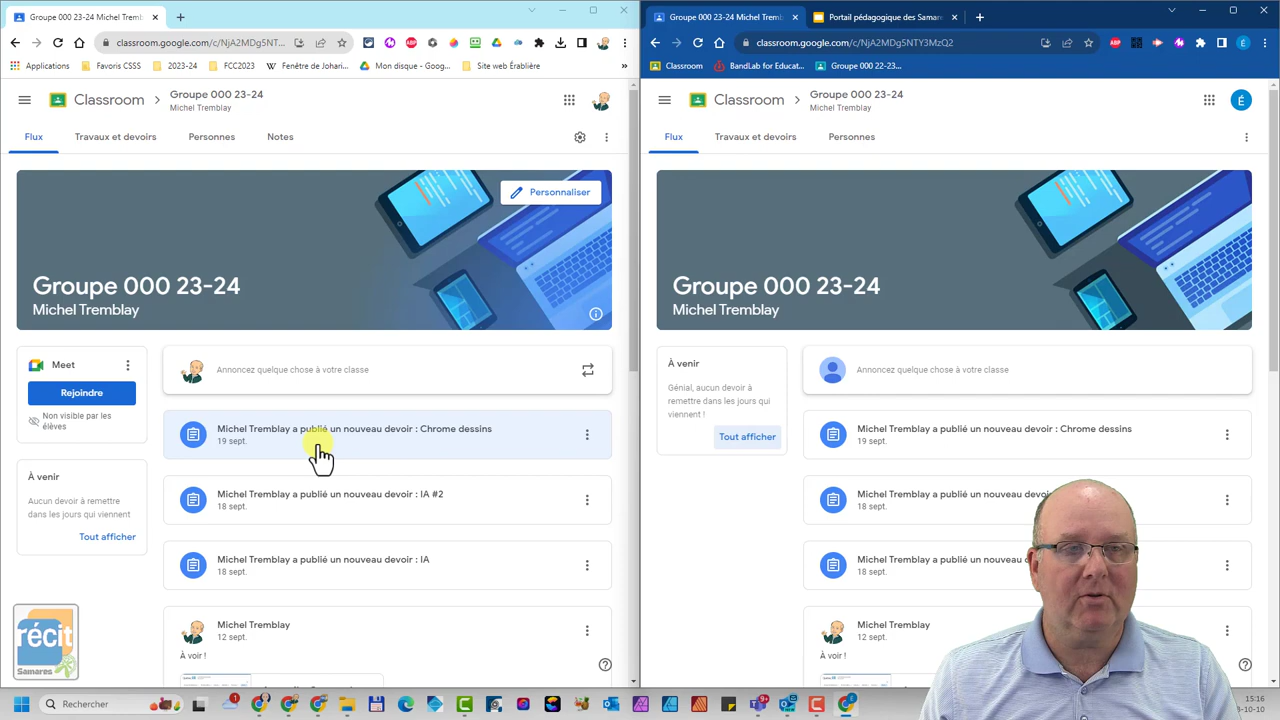 Groupe 000 23-24 Michel Tremb
classroom.google.com/c/NjA2MDg5NT...
Applications
Favoris CSSS
2023-24
FCC2023
Fenêtre de Johari...
Mon disque - Goog...
Site web Érablière
Classroom
Groupe 000 23-24
Michel Tremblay
Flux
Travaux et devoirs
Personnes
Notes
Personnaliser
Groupe 000 23-24
Michel Tremblay
Meet
Rejoindre
Non visible par les
élèves
À venir
Aucun devoir à remettre
dans les jours qui
viennent
Tout afficher
Annoncez quelque chose à votre classe
Michel Tremblay a publié un nouveau devoir : Chrome dessins
19 sept.
Michel Tremblay a publié un nouveau devoir : IA #2
18 sept.
Michel Tremblay a publié un nouveau devoir : IA
18 sept.
Michel Tremblay
12 sept.
À voir !
récit
Samares
Groupe 000 23-24 Michel Tremb
Portail pédagogique des Samare
classroom.google.com/c/NjA2MDg5NTY3MzQ2
Classroom
BandLab for Educat...
Groupe 000 22-23...
Classroom
Groupe 000 23-24
Michel Tremblay
É
Flux
Travaux et devoirs
Personnes
Groupe 000 23-24
Michel Tremblay
À venir
Génial, aucun devoir à
remettre dans les jours qui
viennent !
Tout afficher
Annoncez quelque chose à votre classe
Michel Tremblay a publié un nouveau devoir : Chrome dessins
19 sept.
Michel Tremblay a publié un nouveau devo
18 sept.
Michel Tremblay a publié un nouveau
18 sept.
Michel Tremblay
12 sept.
À voir !
Rechercher
15:16
3-10-10